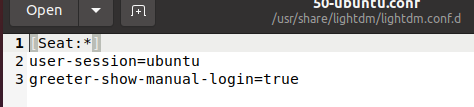 50-ubuntu.conf
Open
/usr/share/lightdm/lightdm.conf.d
1 [Seat:*]
2 user-session=ubuntu
3 greeter-show-manual-login=true